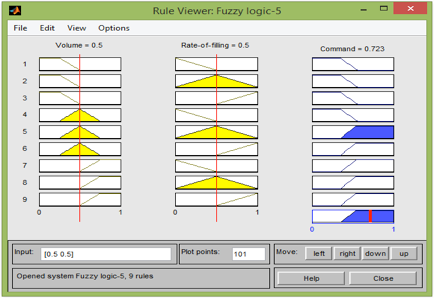 Rule Viewer: Fuzzy logic-5
File Edit View Options
Volume = 0.5 Rate-of-filling = 0.5 Command = 0.723
1
2
3
4
5
6
7
8
9
0 1 0 1
0 1
Input: [0.5 0.5] Plot points: 101 Move: left right down up
Opened system Fuzzy logic-5, 9 rules Help Close